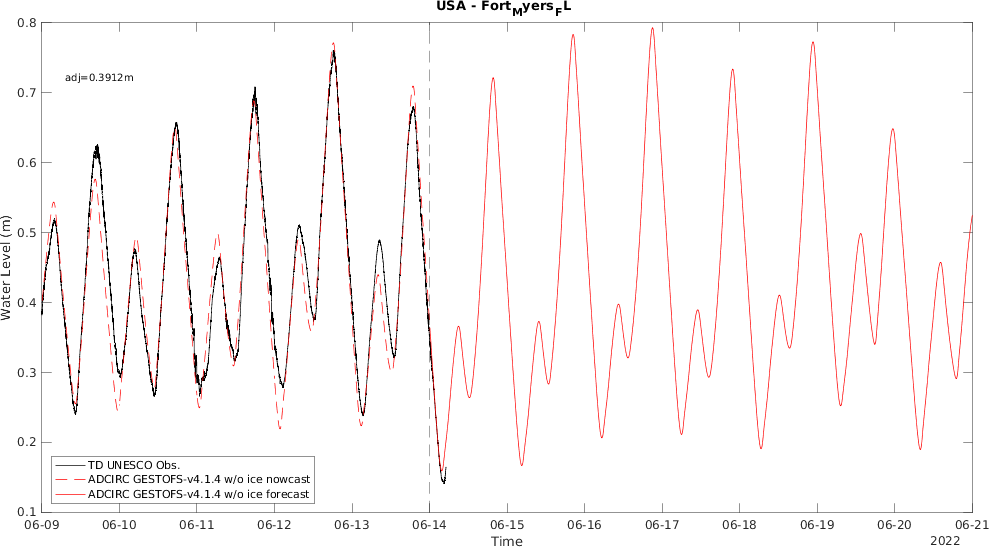 USA - Fort_Myers_FL
0.8
adj=0.3912m
0.7
0.6
0.5
Water Level (m)
0.4
0.3
0.2
TD UNESCO Obs.
ADCIRC GESTOFS-v4.1.4 w/o ice nowcast
ADCIRC GESTOFS-v4.1.4 w/o ice forecast
0.1
06-09 06-10 06-11 06-12 06-13 06-14 06-15 06-16 06-17 06-18 06-19 06-20 06-21
Time
2022